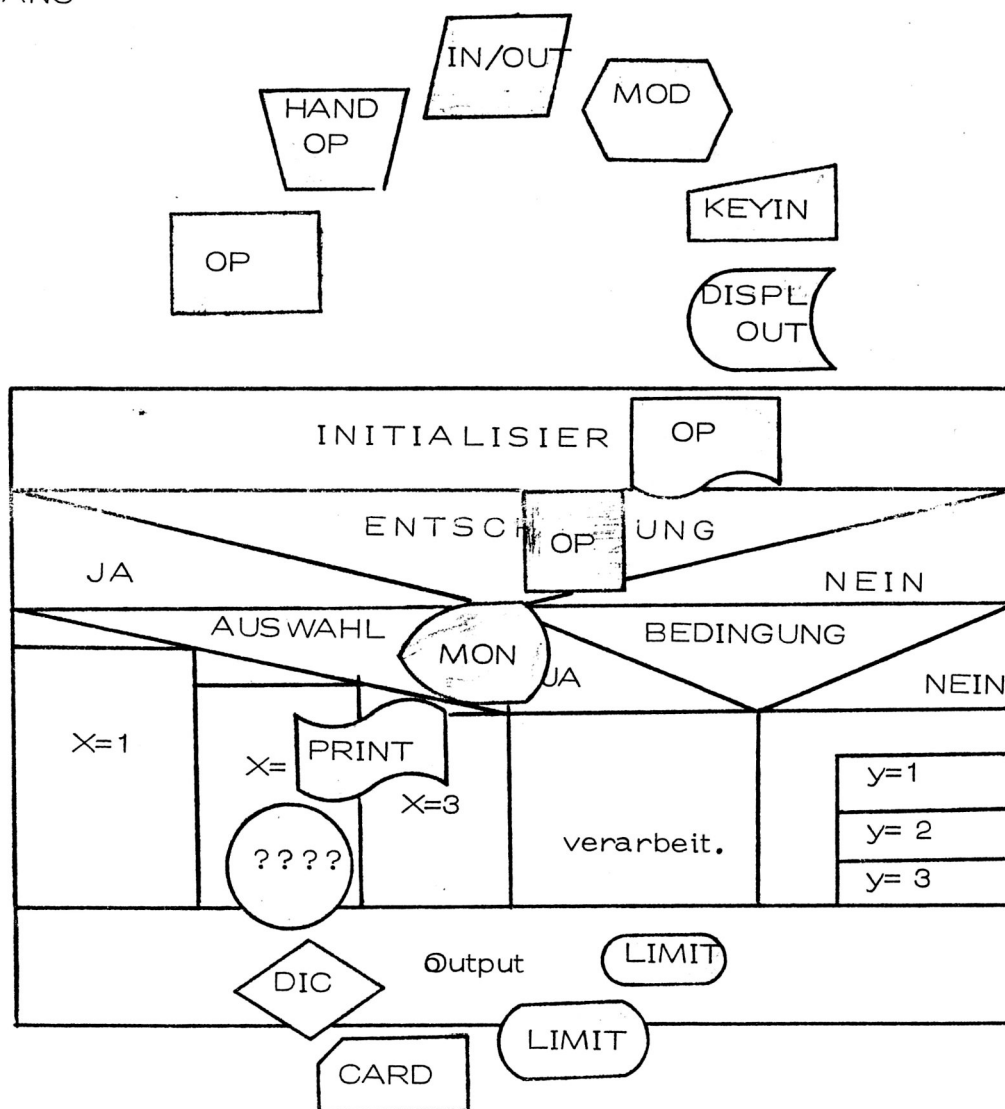 IN/OUT
MOD
HAND
OP
KEYIN
OP
DISPL
OUT
INITIALISIER
OP
ENTSCH
UNG
OP
JA
NEIN
AUSWAHL
BEDINGUNG
MON
JA
NEIN
X=1
X=
PRINT
X=3
y=1
verarbeit.
y= 2
????
y= 3
Output
LIMIT
DIC
LIMIT
CARD